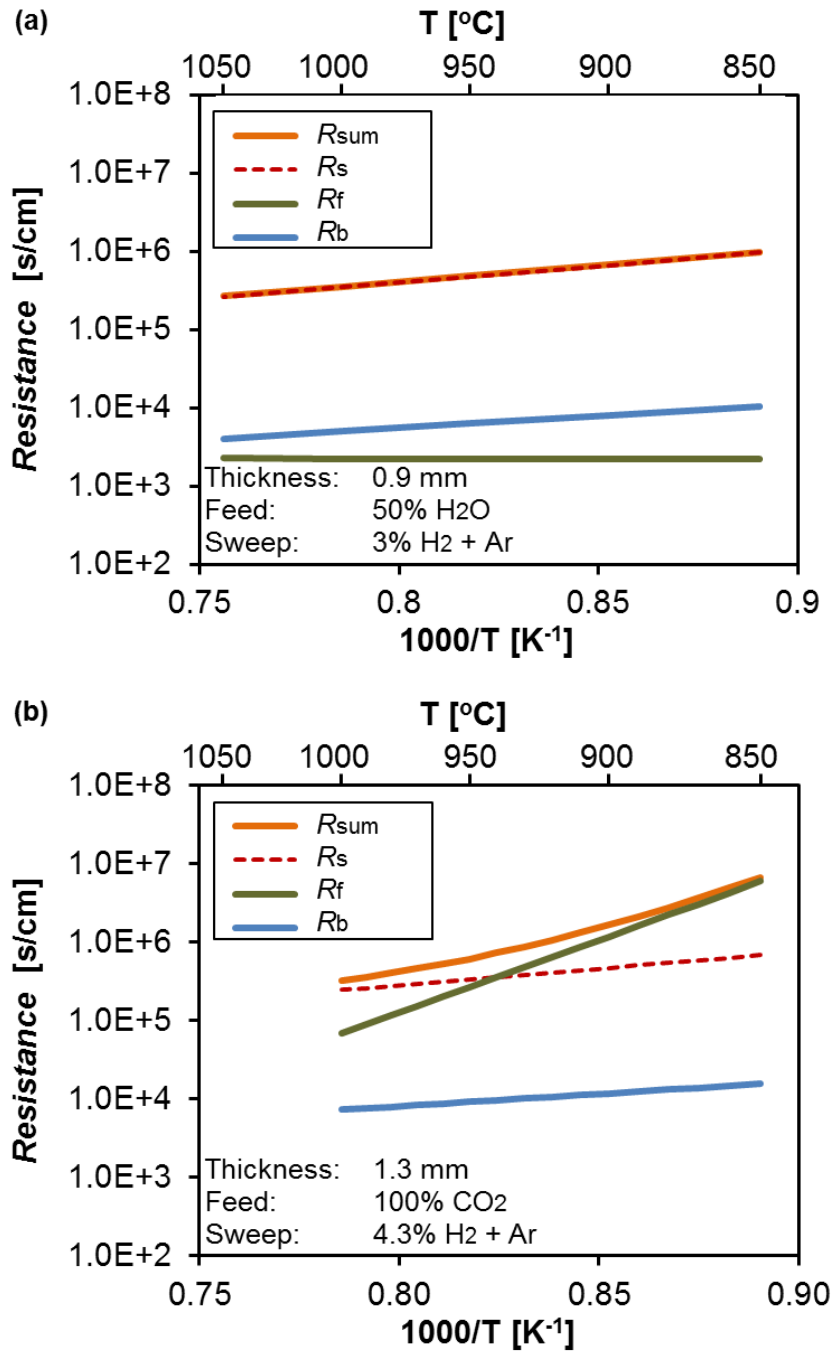 (a)
T [°C]
1050 1000 950 900 850
1.0E+8
1.0E+7
1.0E+6
1.0E+5
1.0E+4
1.0E+3
1.0E+2
Resistance [s/cm]
Rsum
Rs
Rf
Rb
Thickness: 0.9 mm
Feed: 50% H2O
Sweep: 3% H2 + Ar
0.75 0.8 0.85 0.9
1000/T [K-1]
(b)
T [°C]
1050 1000 950 900 850
1.0E+8
1.0E+7
1.0E+6
1.0E+5
1.0E+4
1.0E+3
1.0E+2
Resistance [s/cm]
Rsum
Rs
Rf
Rb
Thickness: 1.3 mm
Feed: 100% CO2
Sweep: 4.3% H2 + Ar
0.75 0.80 0.85 0.90
1000/T [K-1]